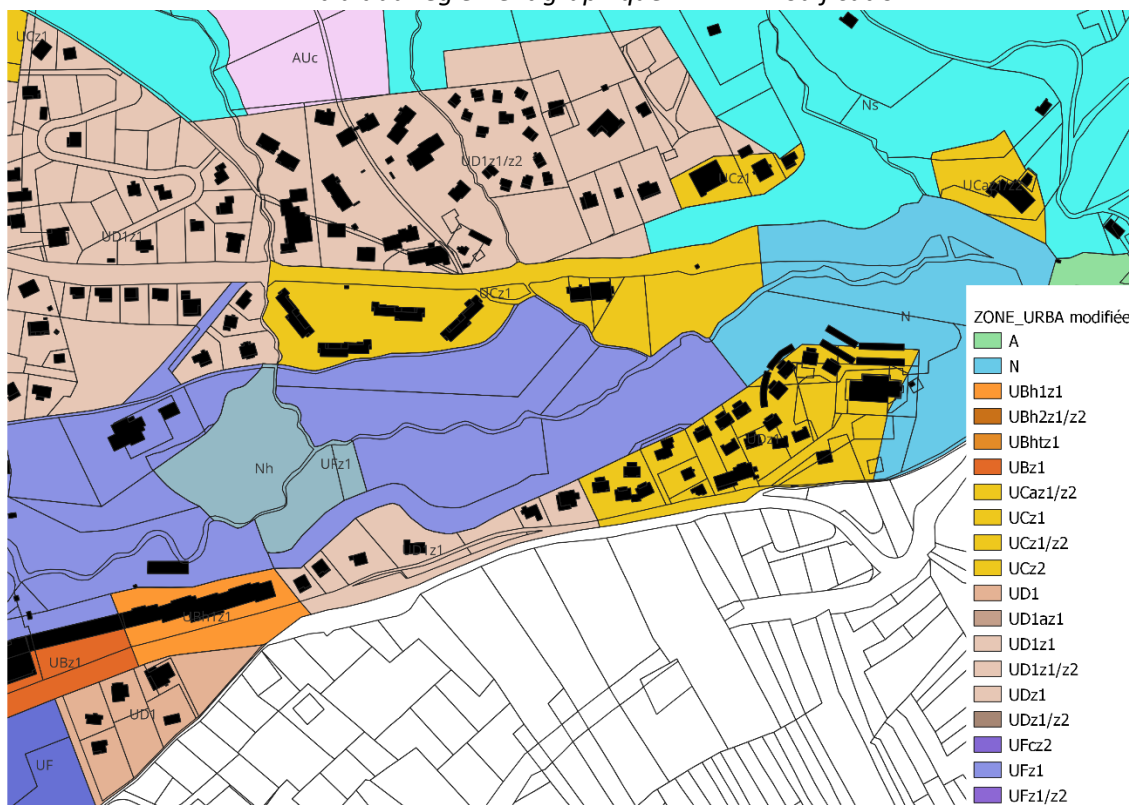 UCz1
AUc
Ns
UD1z1/z2
UCz1
UCaz1/z2
UD1z1
UCz1
N
UDz1
Nh
UFz1
UD1z1
UBh1z1
UBz1
UD1
UF
ZONE_URBA modifiée
A
N
UBh1z1
UBh2z1/z2
UBhtz1
UBz1
UCaz1/z2
UCz1
UCz1/z2
UCz2
UD1
UD1az1
UD1z1
UD1z1/z2
UDz1
UDz1/z2
UFcz2
UFz1
UFz1/z2